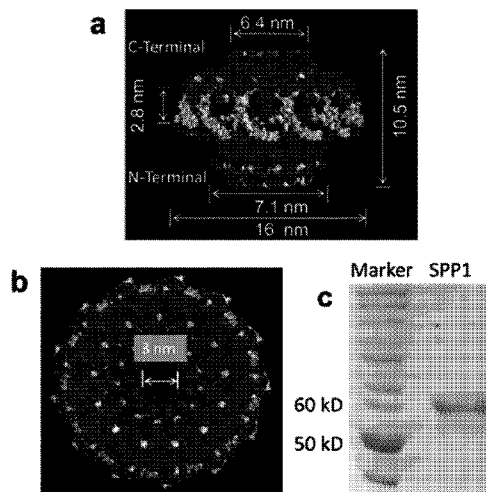 a
6.4 nm
C-Terminal
2.8 nm
10.5 nm
N-Terminal
7.1 nm
16 nm
b
3 nm
c
Marker SPP1
60 kD
50 kD